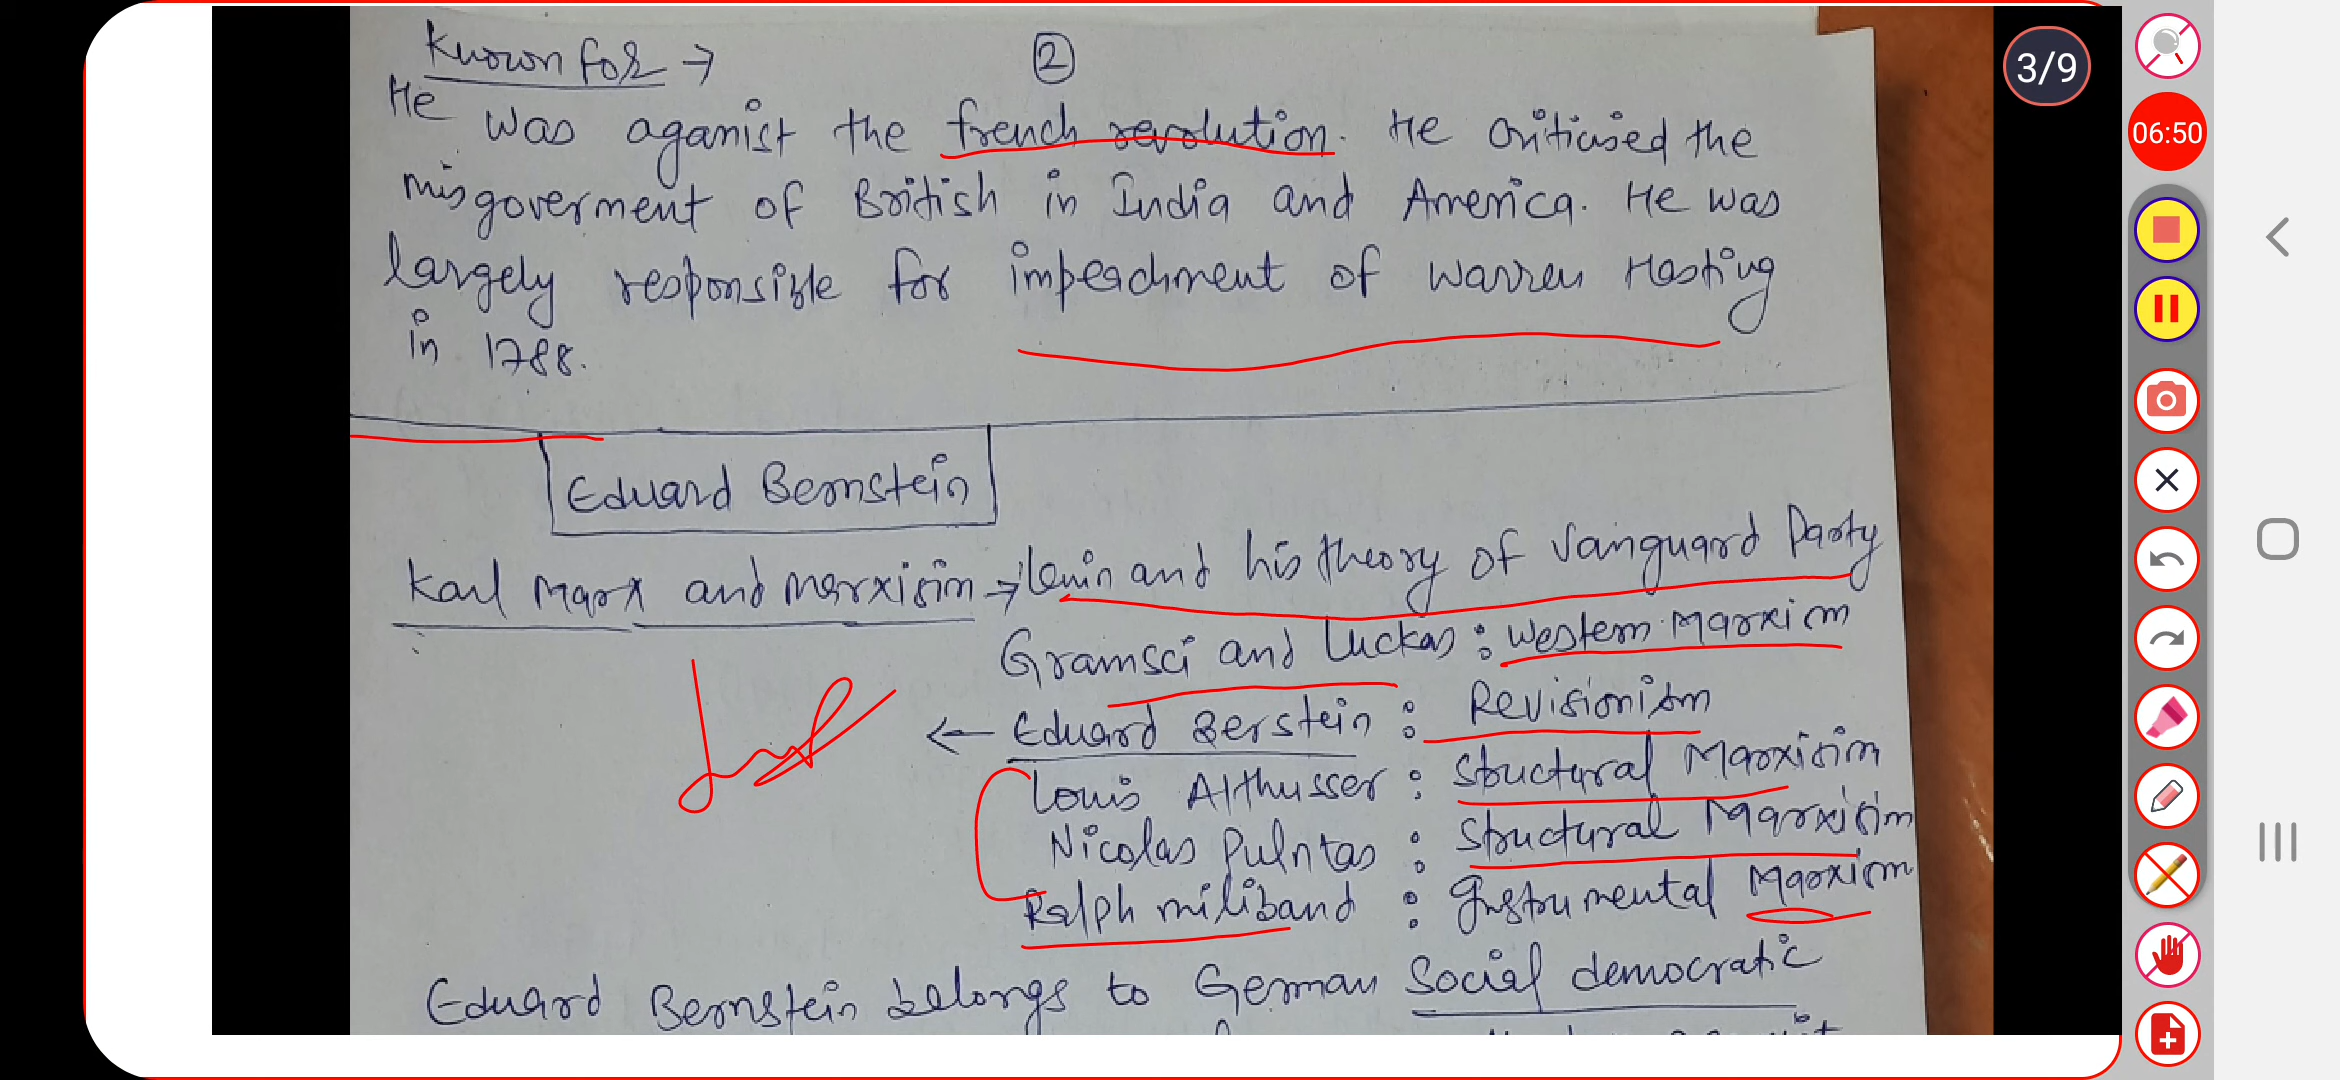 Known for →
②
He was aganist the french revolution. He criticised the
misgoverment of British in India and America. He was
largely responsible for impeachment of warren Hasting
in 1788.
Eduard Bernstein
Karl Marx and Marxisim → lenin and his theory of Vanguard Party
Gramsci and Luckas : western Marxism
← Eduard Berstein : Revisionism
Louis Althusser : Structural Marxisim
Nicolas Pulntas : Structural Marxisim
Ralph miliband : Instrumental Marxism
Eduard Bernstein belongs to German Social democratic
3/9
06:50